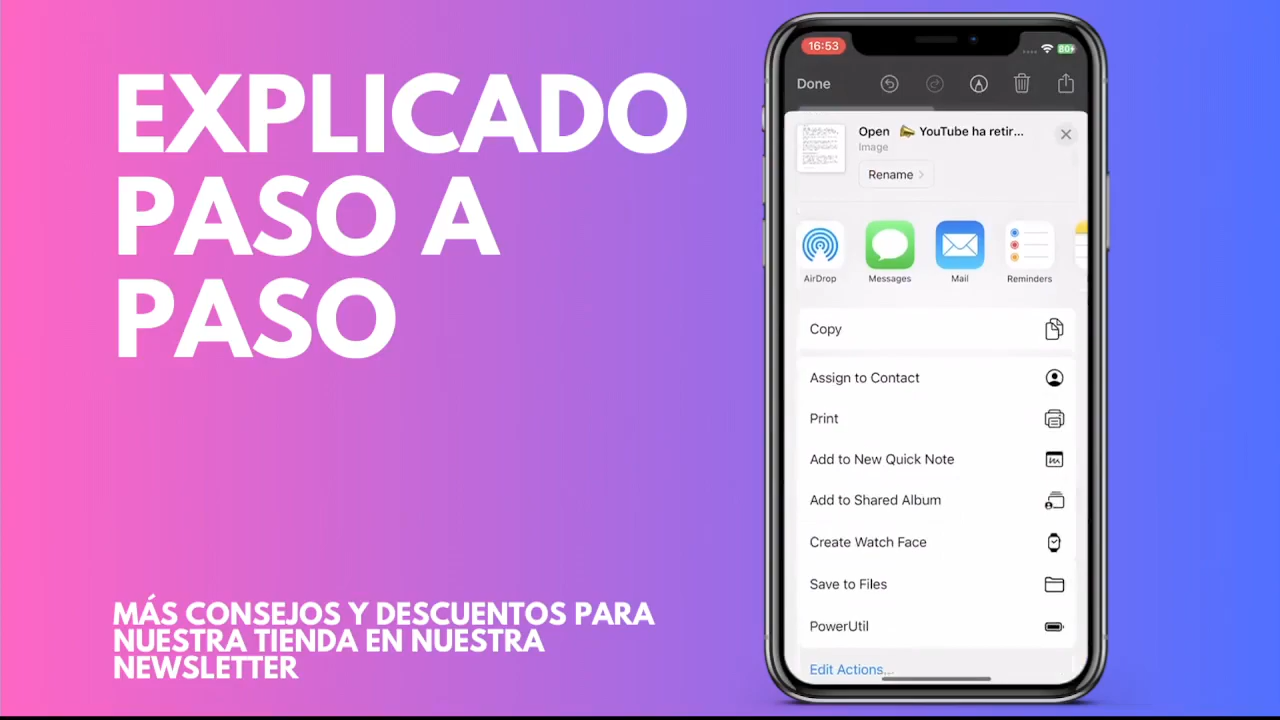 EXPLICADO
PASO A
PASO
MÁS CONSEJOS Y DESCUENTOS PARA
NUESTRA TIENDA EN NUESTRA
NEWSLETTER
16:53
80+
Done
Open 📣 YouTube ha retir...
Image
Rename
AirDrop
Messages
Mail
Reminders
Copy
Assign to Contact
Print
Add to New Quick Note
Add to Shared Album
Create Watch Face
Save to Files
PowerUtil
Edit Actions...